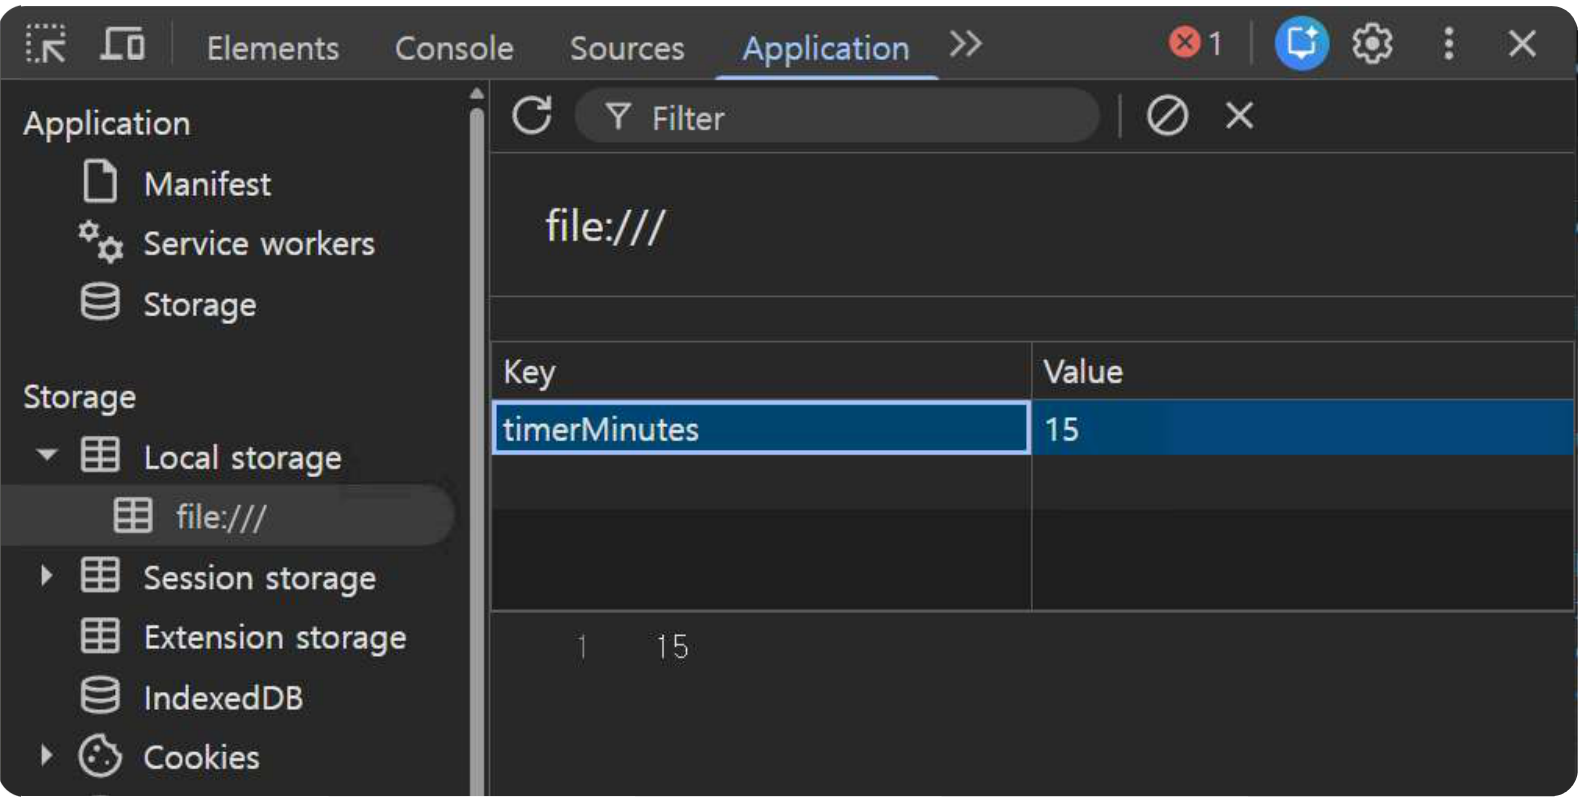 Elements Console Sources Application 1
Application
Manifest
Service workers
Storage
Storage
Local storage
file:///
Session storage
Extension storage
IndexedDB
Cookies
Filter
file:///
Key Value
timerMinutes 15
1 15